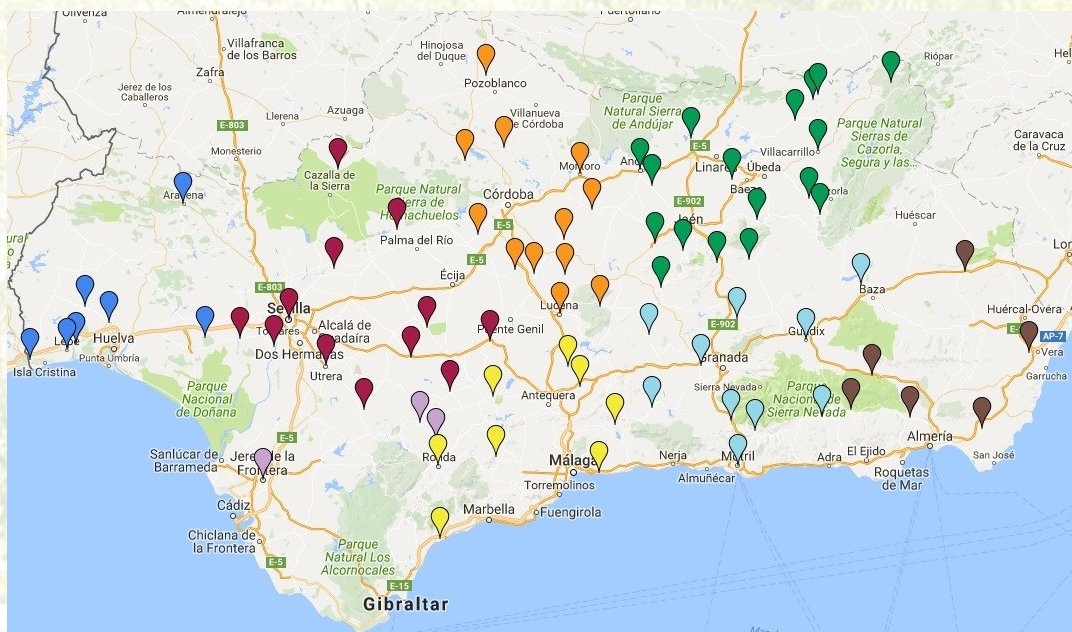 Olivenza
Almendralejo
Puertollano
Villafranca
de los Barros
Hinojosa
del Duque
Riópar
Zafra
Pozoblanco
Jerez de los
Caballeros
Azuaga
Llerena
Villanueva
de Córdoba
Parque
Natural Sierra
de Andújar
E-803
Parque Natural
Sierras de
Cazorla,
Segura y las...
Caravaca
de la Cruz
Monesterio
E-5
Villacarrillo
Montoro
Linares
Úbeda
Cazalla de
la Sierra
Baeza
Aracena
Parque Natural
Sierra de
Hornachuelos
Córdoba
E-902
Huéscar
Jaén
E-5
Palma del Río
E-5
Écija
E-803
Baza
Sevilla
Lucena
Huércal-Overa
Tomares
Alcalá de
Guadaíra
Puente Genil
E-902
Guadix
AP-7
Lepe
Huelva
Dos Hermanas
Vera
Isla Cristina
Punta Umbría
Granada
Utrera
Garrucha
Parque
Natural
de Doñana
Antequera
Sierra Nevada
Parque
Nacional
Sierra Nevada
E-5
Almería
Sanlúcar de
Barrameda
Jerez de la
Frontera
Ronda
Málaga
Nerja
Motril
Adra
El Ejido
San José
Almuñécar
Roquetas
de Mar
Torremolinos
Cádiz
Marbella
Fuengirola
Chiclana de
la Frontera
Parque
Natural Los
Alcornocales
E-5
E-15
Gibraltar